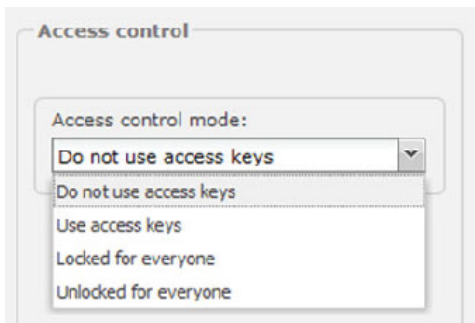 Access control
Access control mode:
Do not use access keys
Do not use access keys
Use access keys
Locked for everyone
Unlocked for everyone